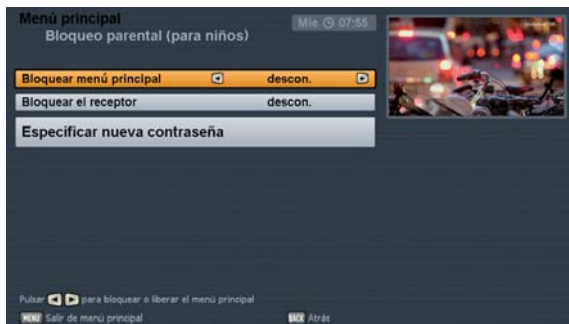 Menú principal
Mie 07:55
Bloqueo parental (para niños)
Bloquear menú principal descon.
Bloquear el receptor descon.
Especificar nueva contraseña
Pulsar para bloquear o liberar el menú principal
MENU Salir de menú principal BACK Atrás